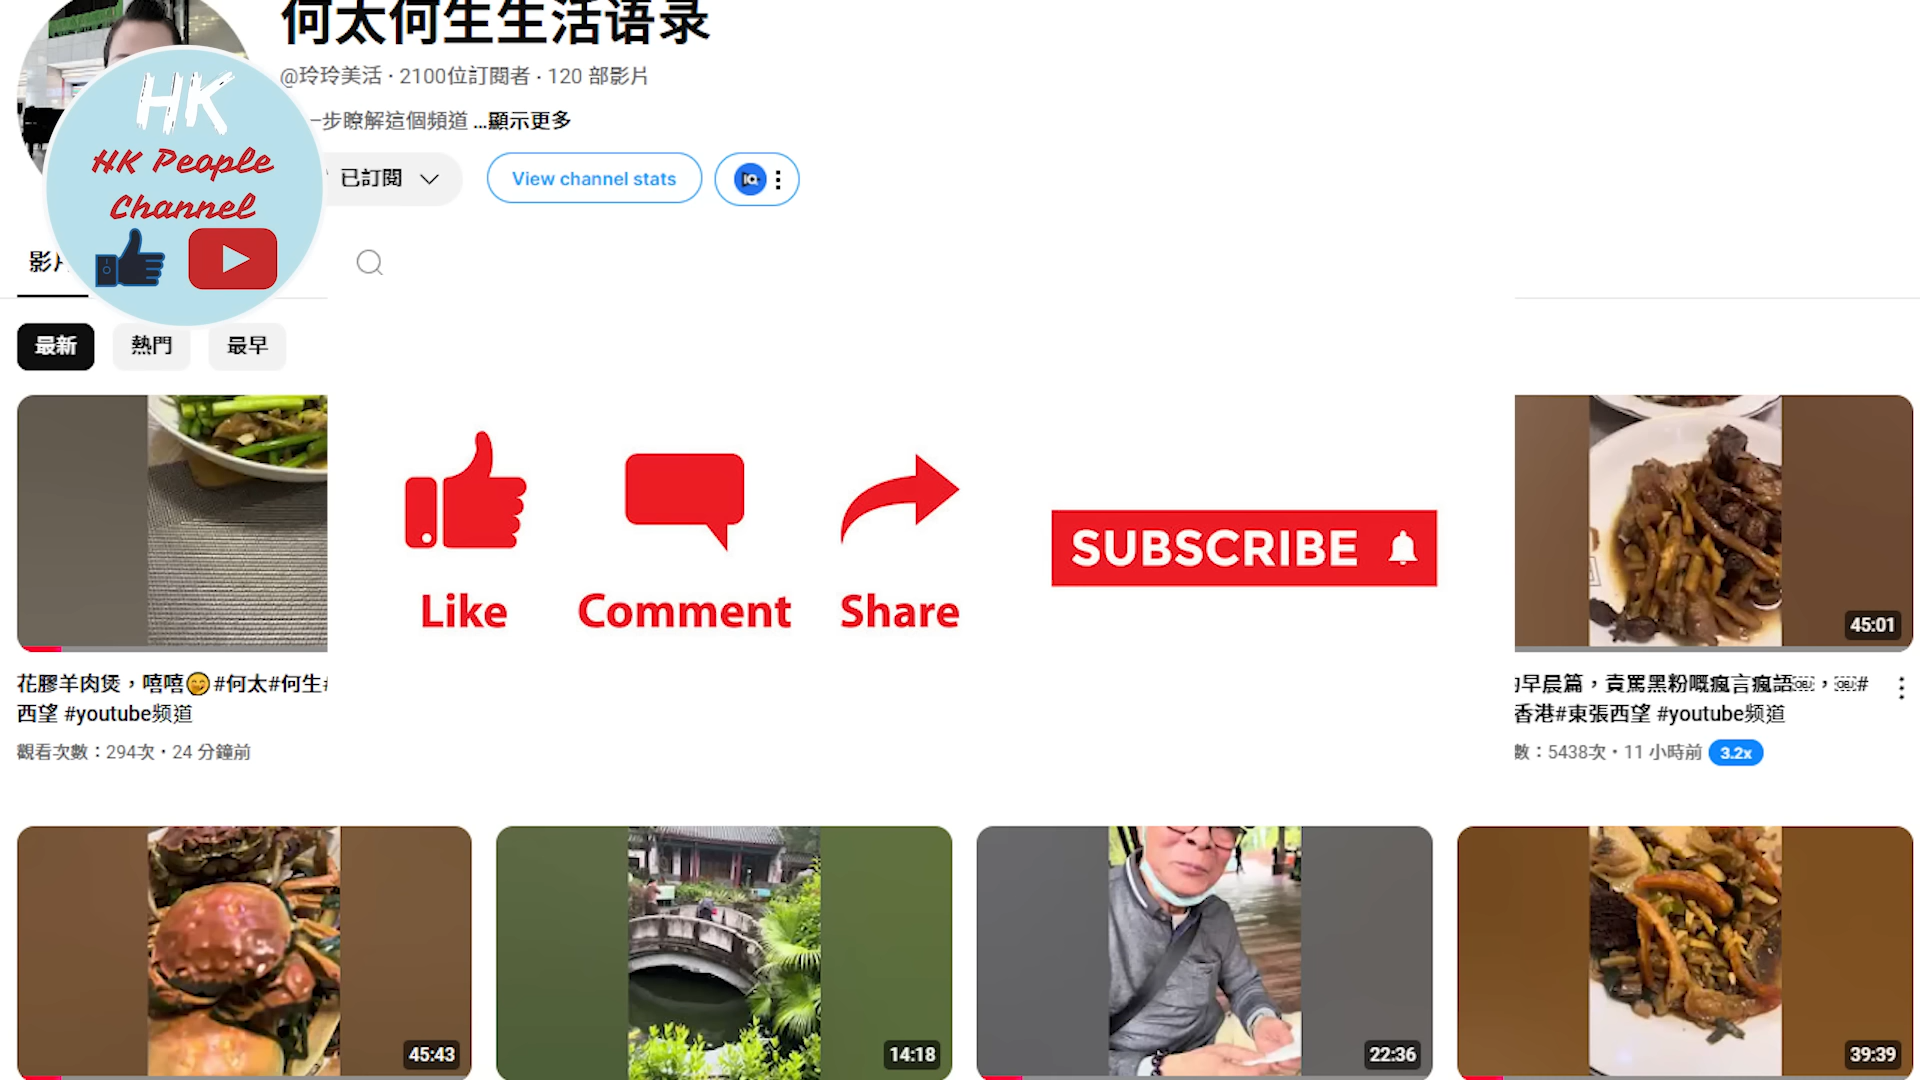 何太何生生活语录
@玲玲美活 · 2100位訂閱者 · 120 部影片
一步瞭解這個頻道 ...顯示更多
HK
HK People
Channel
已訂閱
View channel stats
影片
最新
熱門
最早
Like
Comment
Share
SUBSCRIBE
45:01
花膠羊肉煲，嘻嘻🤭#何太#何生#
西望 #youtube频道
觀看次數：294次・24 分鐘前
早晨篇，責罵黑粉嘅瘋言瘋語￼，￼#
香港#東張西望 #youtube频道
數：5438次・11 小時前
3.2x
45:43
14:18
22:36
39:39